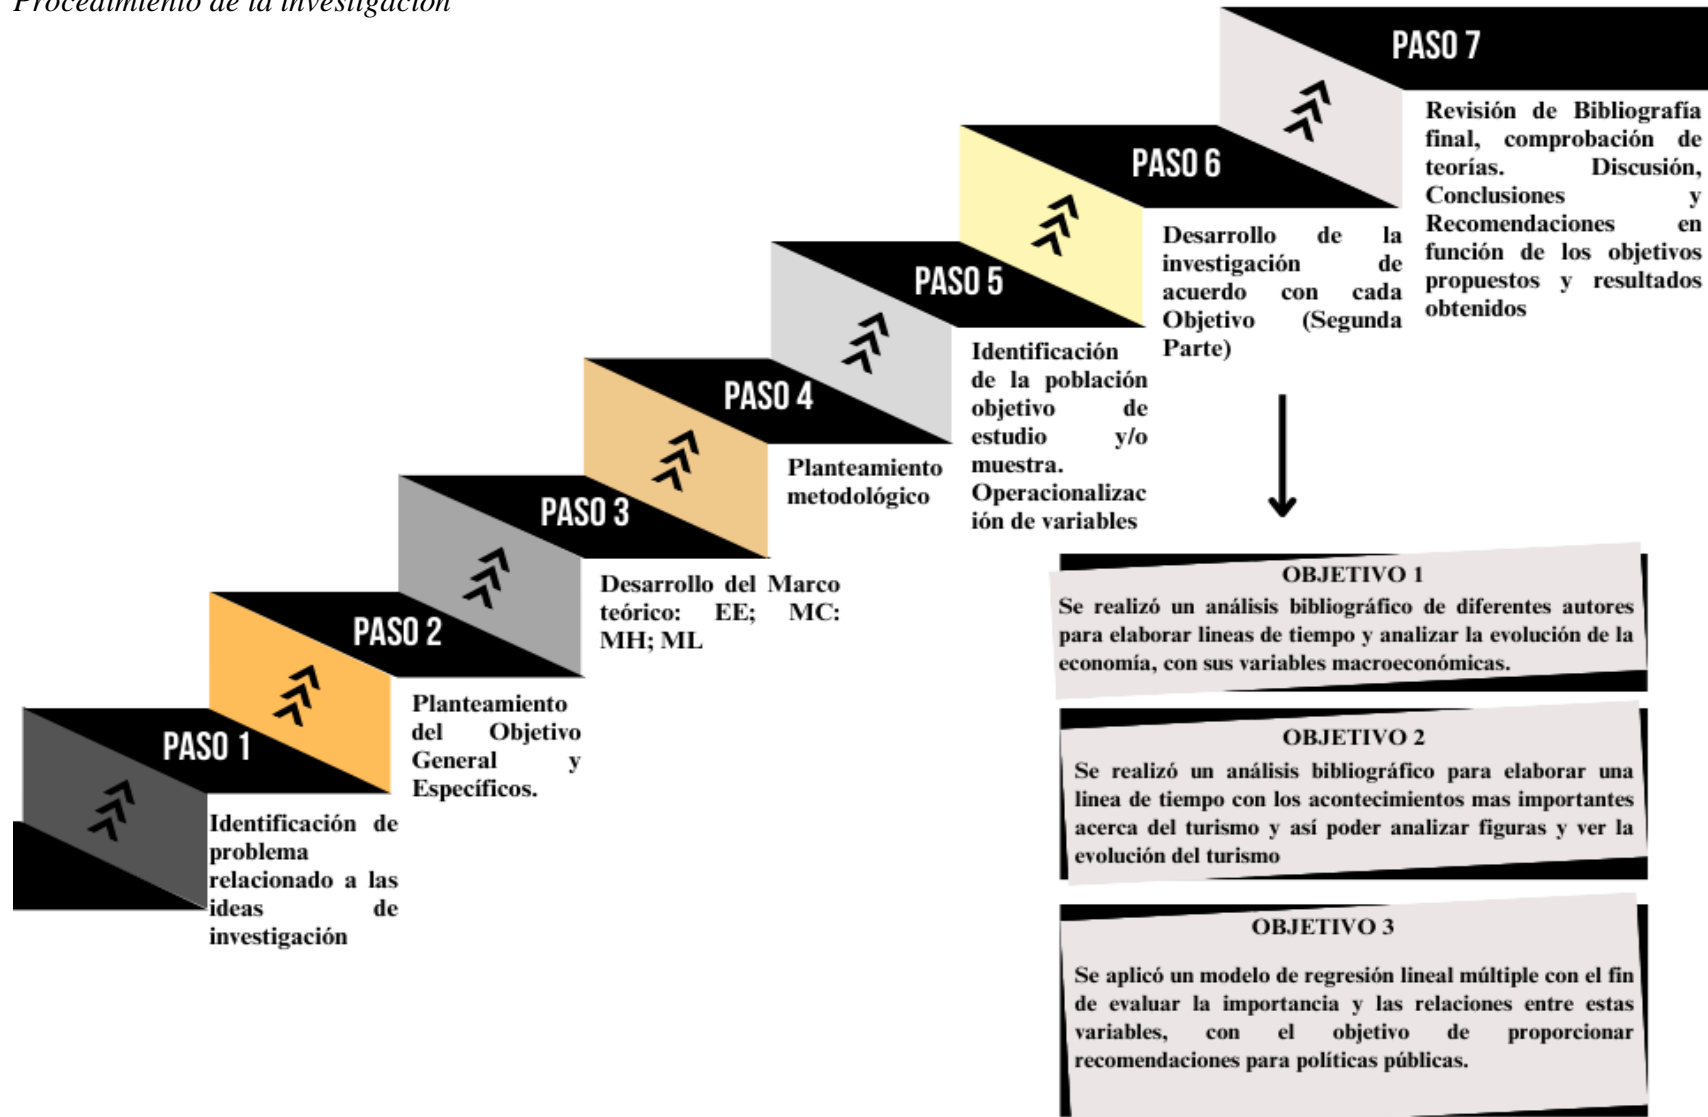 Procedimiento de la investigación
PASO 1
Identificación de
problema
relacionado a las
ideas de
investigación
PASO 2
Planteamiento
del Objetivo
General y
Específicos.
PASO 3
Desarrollo del Marco
teórico: EE; MC:
MH; ML
PASO 4
Planteamiento
metodológico
PASO 5
Identificación
de la población
objetivo de
estudio y/o
muestra.
Operacionalizac
ión de variables
PASO 6
Desarrollo de la
investigación de
acuerdo con cada
Objetivo (Segunda
Parte)
PASO 7
Revisión de Bibliografía
final, comprobación de
teorías. Discusión,
Conclusiones y
Recomendaciones en
función de los objetivos
propuestos y resultados
obtenidos
OBJETIVO 1
Se realizó un análisis bibliográfico de diferentes autores
para elaborar lineas de tiempo y analizar la evolución de la
economía, con sus variables macroeconómicas.
OBJETIVO 2
Se realizó un análisis bibliográfico para elaborar una
linea de tiempo con los acontecimientos mas importantes
acerca del turismo y así poder analizar figuras y ver la
evolución del turismo
OBJETIVO 3
Se aplicó un modelo de regresión lineal múltiple con el fin
de evaluar la importancia y las relaciones entre estas
variables, con el objetivo de proporcionar
recomendaciones para políticas públicas.